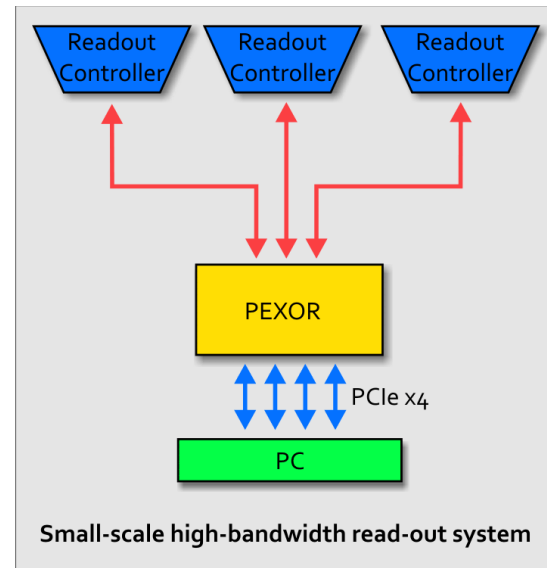 Readout
Controller
Readout
Controller
Readout
Controller
PEXOR
PCIe x4
PC
Small-scale high-bandwidth read-out system